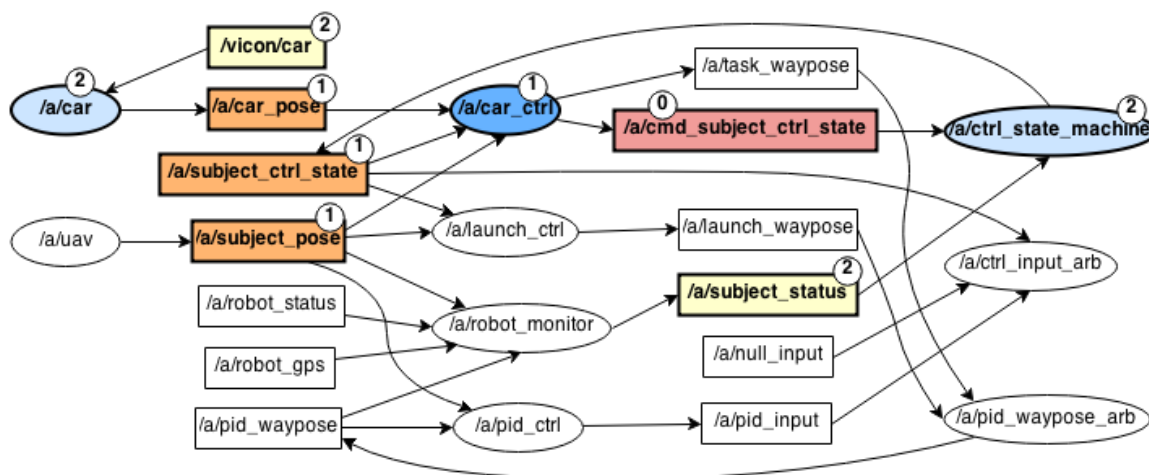 2
/vicon/car
2
/a/car
1
/a/car_pose
1
/a/car_ctrl
/a/task_waypose
0
/a/cmd_subject_ctrl_state
2
/a/ctrl_state_machine
1
/a/subject_ctrl_state
1
/a/uav
/a/subject_pose
/a/launch_ctrl
/a/launch_waypose
/a/ctrl_input_arb
2
/a/subject_status
/a/robot_status
/a/robot_monitor
/a/robot_gps
/a/null_input
/a/pid_waypose
/a/pid_ctrl
/a/pid_input
/a/pid_waypose_arb